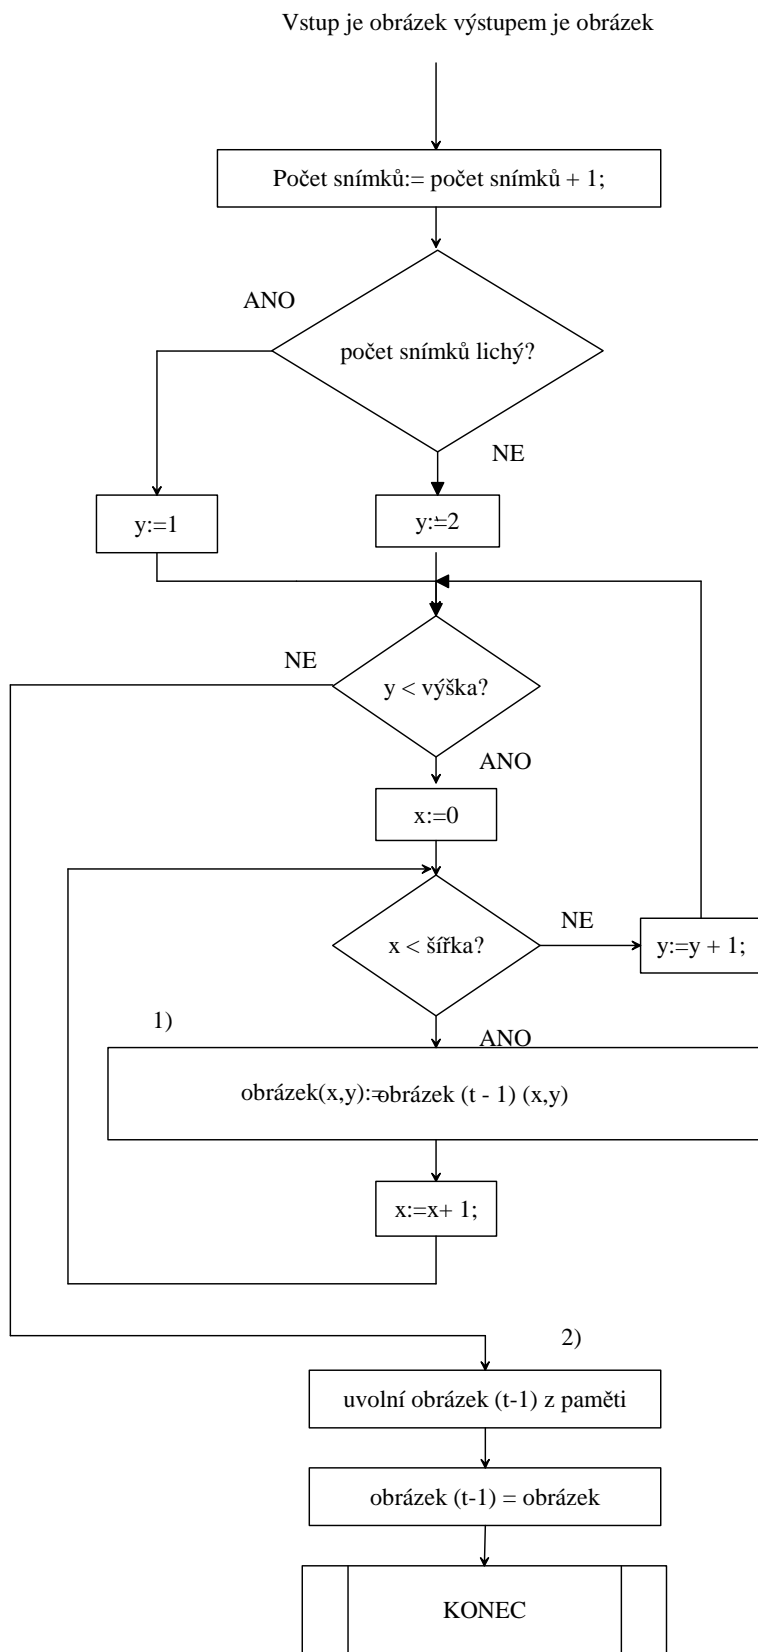 Vstup je obrázek výstupem je obrázek
Počet snímků:= počet snímků + 1;
ANO
počet snímků lichý?
NE
y:=1
y:=2
NE
y < výška?
ANO
x:=0
x < šířka?
NE
y:=y + 1;
1)
ANO
obrázek(x,y):=obrázek (t - 1) (x,y)
x:=x+ 1;
2)
uvolní obrázek (t-1) z paměti
obrázek (t-1) = obrázek
KONEC